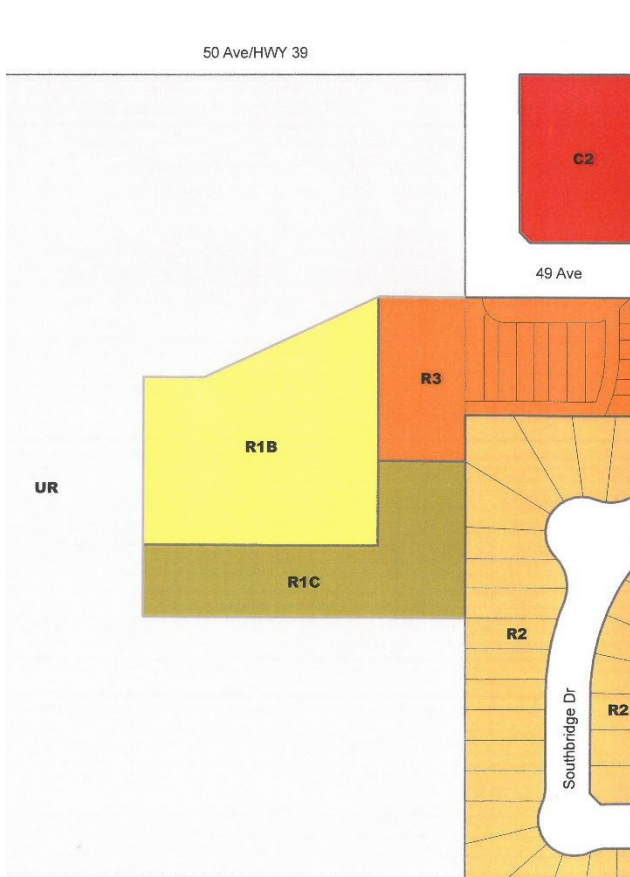 50 Ave/HWY 39
C2
49 Ave
R3
R1B
UR
R1C
R2
Southbridge Dr
R2